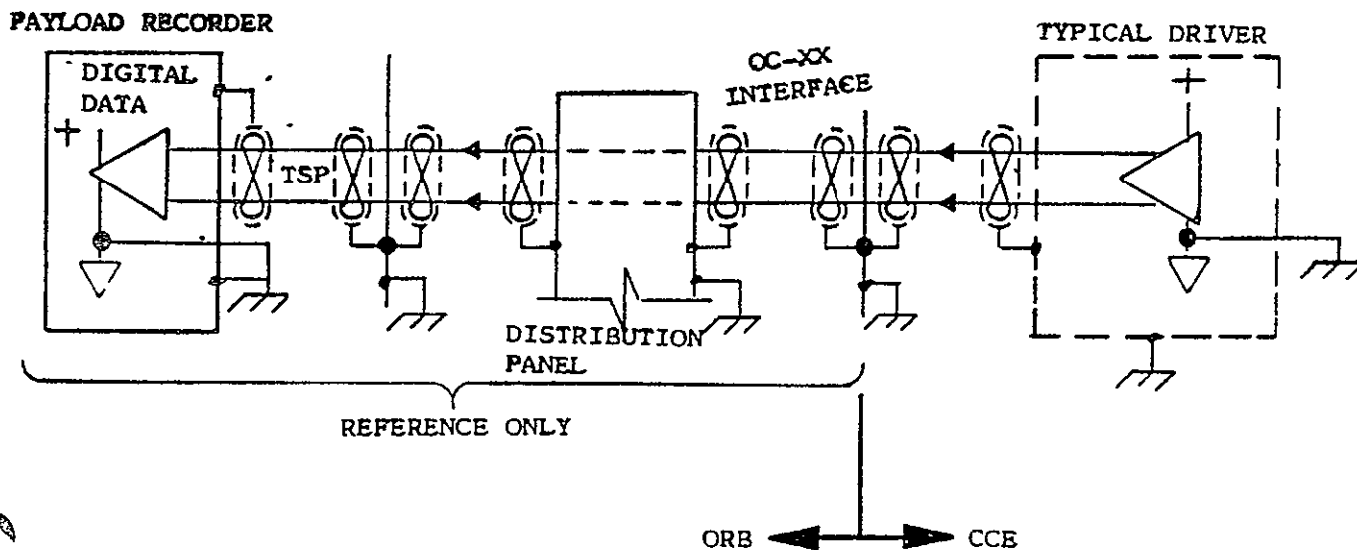 PAYLOAD RECORDER
TYPICAL DRIVER
DIGITAL
DATA
OC-XX
INTERFACE
+
+
TSP
DISTRIBUTION
PANEL
REFERENCE ONLY
ORB
CCE